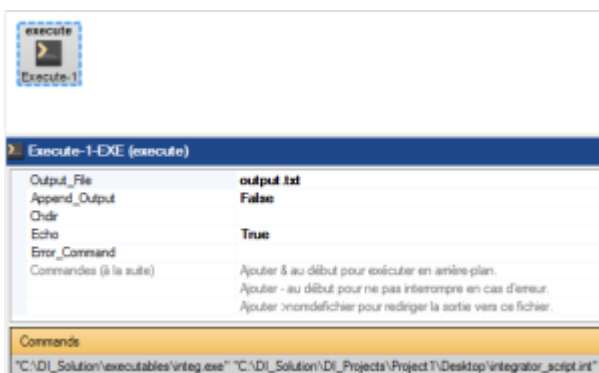 execute
Execute-1
Execute-1-EXE (execute)
Output_File output.txt
Append_Output False
Chdir
Echo True
Error_Command
Commandes (à la suite) Ajouter & au début pour exécuter en arrière-plan.
Ajouter - au début pour ne pas interrompre en cas d'erreur.
Ajouter >nomdefichier pour rediriger la sortie vers ce fichier.
Commands
"C:\DI_Solution\executables\integ.exe" "C:\DI_Solution\DI_Projects\Project1\Desktop\integrator_script.int"